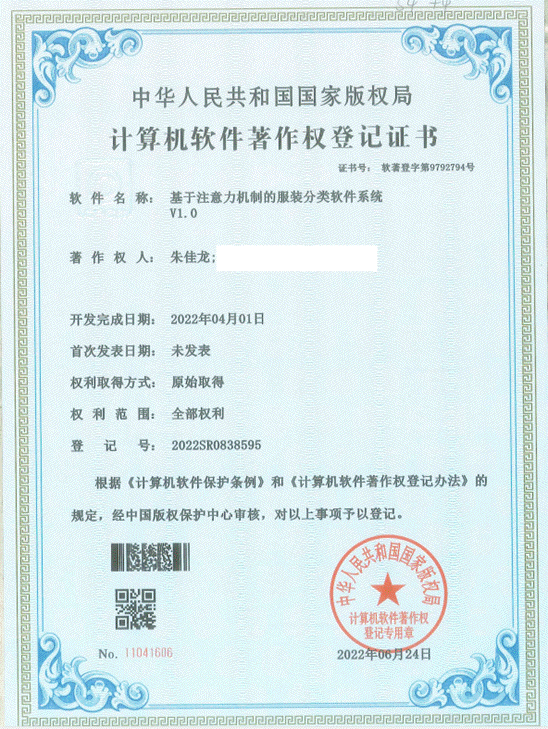 中华人民共和国国家版权局
计算机软件著作权登记证书
证书号： 软著登字第9792794号
软件名称： 基于注意力机制的服装分类软件系统
V1.0
著作权人： 朱佳龙;
开发完成日期： 2022年04月01日
首次发表日期： 未发表
权利取得方式： 原始取得
权利范围： 全部权利
登记号： 2022SR0838595
根据《计算机软件保护条例》和《计算机软件著作权登记办法》的
规定，经中国版权保护中心审核，对以上事项予以登记。
中华人民共和国国家版权局
计算机软件著作权
登记专用章
No. 11041606
2022年06月24日